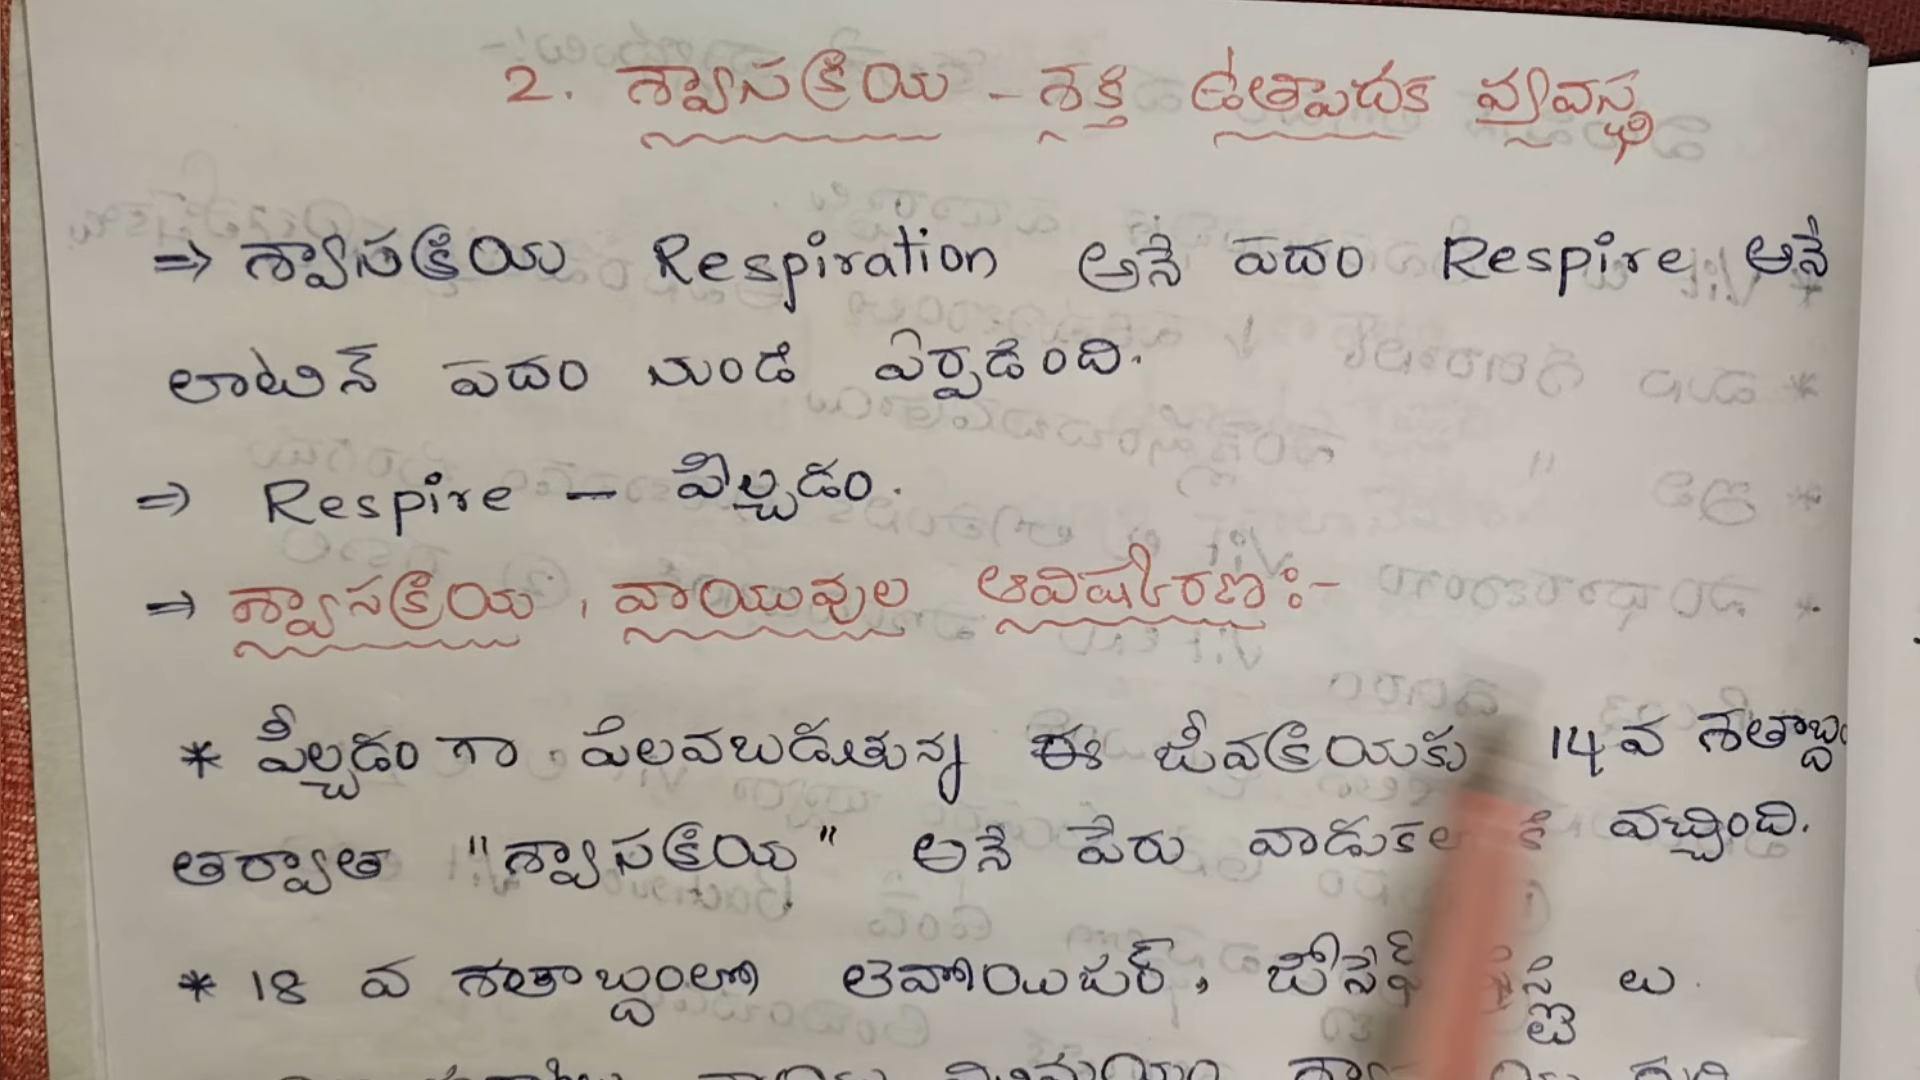 2. శ్వాసక్రియ - శక్తి ఉత్పాదక వ్యవస్థ
⇒ శ్వాసక్రియ Respiration అనే పదం Respire అనే
లాటిన్ పదం నుండి ఏర్పడింది.
⇒ Respire - పీల్చడం.
⇒ శ్వాసక్రియ, వాయువుల ఆవిష్కరణ :-
* పీల్చడం గా పిలవబడుతున్న ఈ జీవక్రియకు 14వ శతాబ్దం
తర్వాత "శ్వాసక్రియ" అనే పేరు వాడుకలోకి వచ్చింది.
* 18 వ శతాబ్దంలో లెవోయిజర్, జోసెఫ్ లు